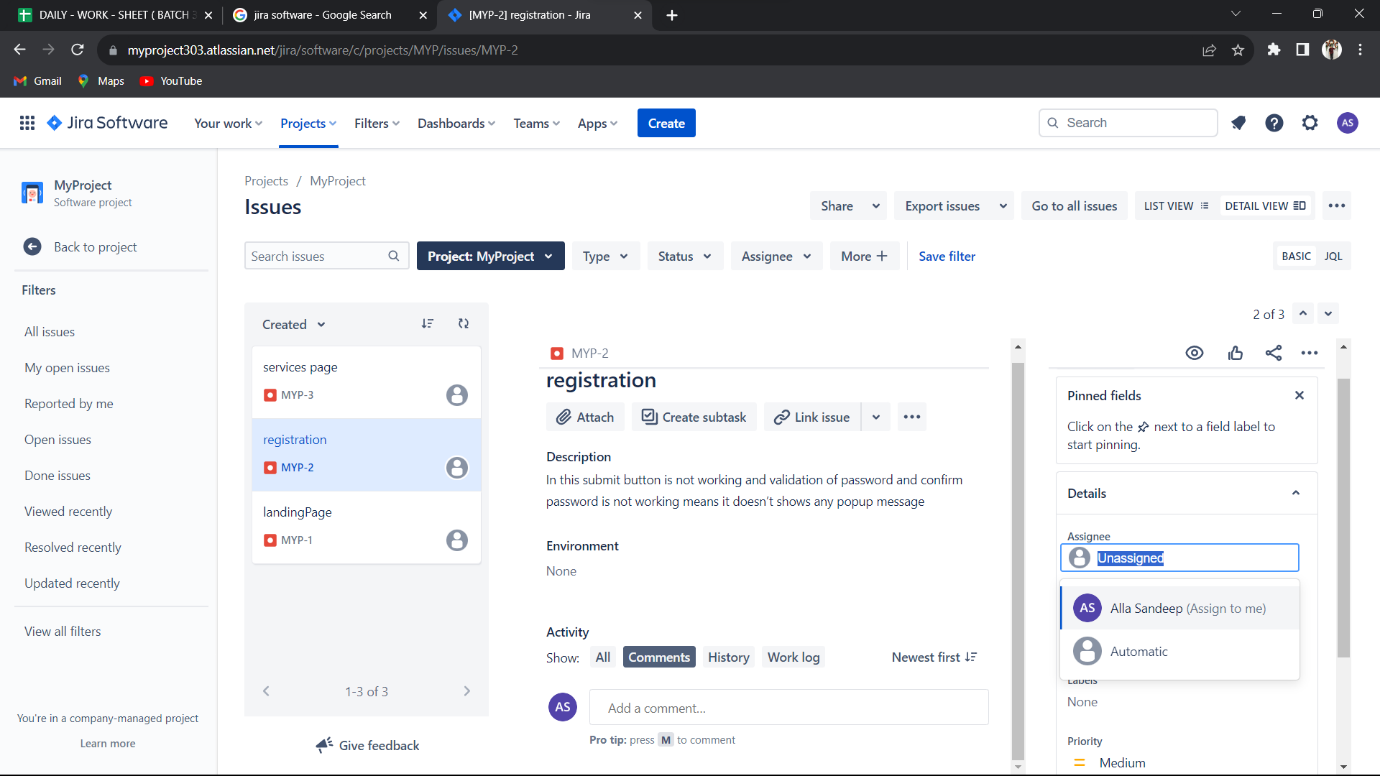 DAILY - WORK - SHEET ( BATCH 3
jira software - Google Search
[MYP-2] registration - Jira
myproject303.atlassian.net/jira/software/c/projects/MYP/issues/MYP-2
Gmail
Maps
YouTube
Jira Software
Your work
Projects
Filters
Dashboards
Teams
Apps
Create
Search
AS
MyProject
Software project
Back to project
Filters
All issues
My open issues
Reported by me
Open issues
Done issues
Viewed recently
Resolved recently
Updated recently
View all filters
You're in a company-managed project
Learn more
Projects / MyProject
Issues
Share
Export issues
Go to all issues
LIST VIEW
DETAIL VIEW
Search issues
Project: MyProject
Type
Status
Assignee
More +
Save filter
BASIC
JQL
Created
services page
MYP-3
registration
MYP-2
landingPage
MYP-1
1-3 of 3
Give feedback
2 of 3
MYP-2
registration
Attach
Create subtask
Link issue
Description
In this submit button is not working and validation of password and confirm
password is not working means it doesn't shows any popup message
Environment
None
Activity
Show:
All
Comments
History
Work log
Newest first
AS
Add a comment...
Pro tip: press M to comment
Pinned fields
Click on the next to a field label to
start pinning.
Details
Assignee
Unassigned
AS
Alla Sandeep (Assign to me)
Automatic
Labels
None
Priority
Medium